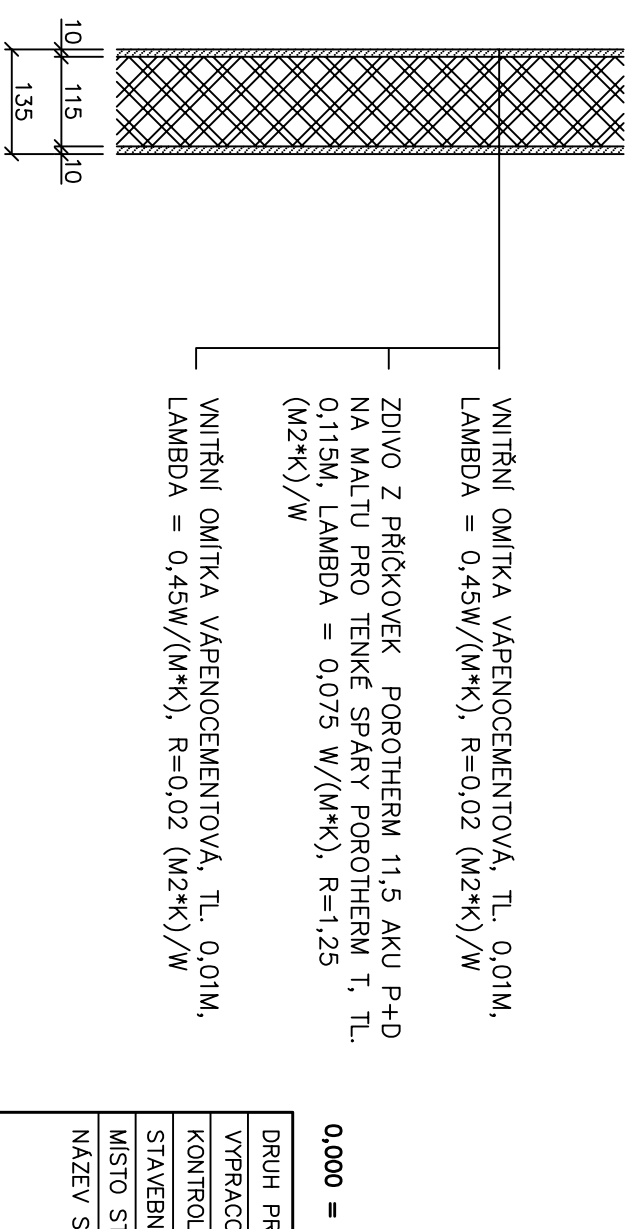 10
115
10
135
VNITŘNÍ OMÍTKA VÁPENOCEMENTOVÁ, TL. 0,01M,
LAMBDA = 0,45W/(M*K), R=0,02 (M2*K)/W
ZDIVO Z PŘÍČKOVEK POROTHERM 11,5 AKU P+D
NA MALTU PRO TENKÉ SPÁRY POROTHERM T, TL.
0,115M, LAMBDA = 0,075 W/(M*K), R=1,25
(M2*K)/W
VNITŘNÍ OMÍTKA VÁPENOCEMENTOVÁ, TL. 0,01M,
LAMBDA = 0,45W/(M*K), R=0,02 (M2*K)/W
0,000 =
DRUH PR
VYPRACO
KONTROL
STAVEBN
MÍSTO ST
NÁZEV S